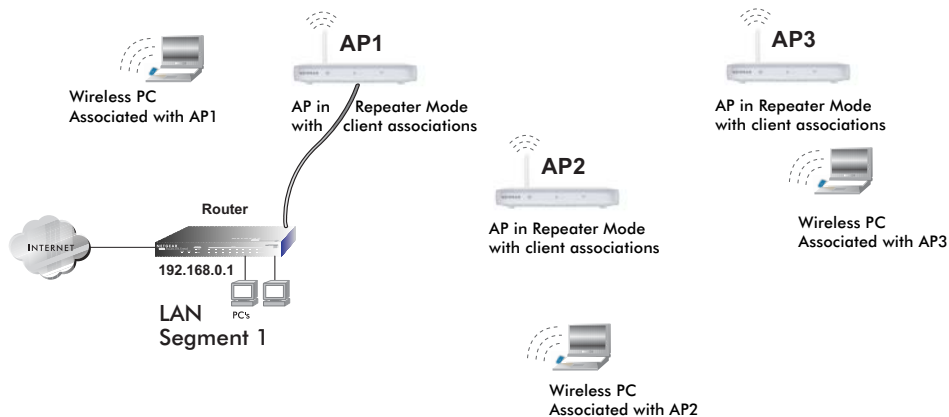 AP1
AP3
Wireless PC
Associated with AP1
AP in Repeater Mode
with client associations
AP in Repeater Mode
with client associations
AP2
Router
INTERNET
NETGEAR
192.168.0.1
AP in Repeater Mode
with client associations
Wireless PC
Associated with AP3
LAN
Segment 1
PC's
Wireless PC
Associated with AP2